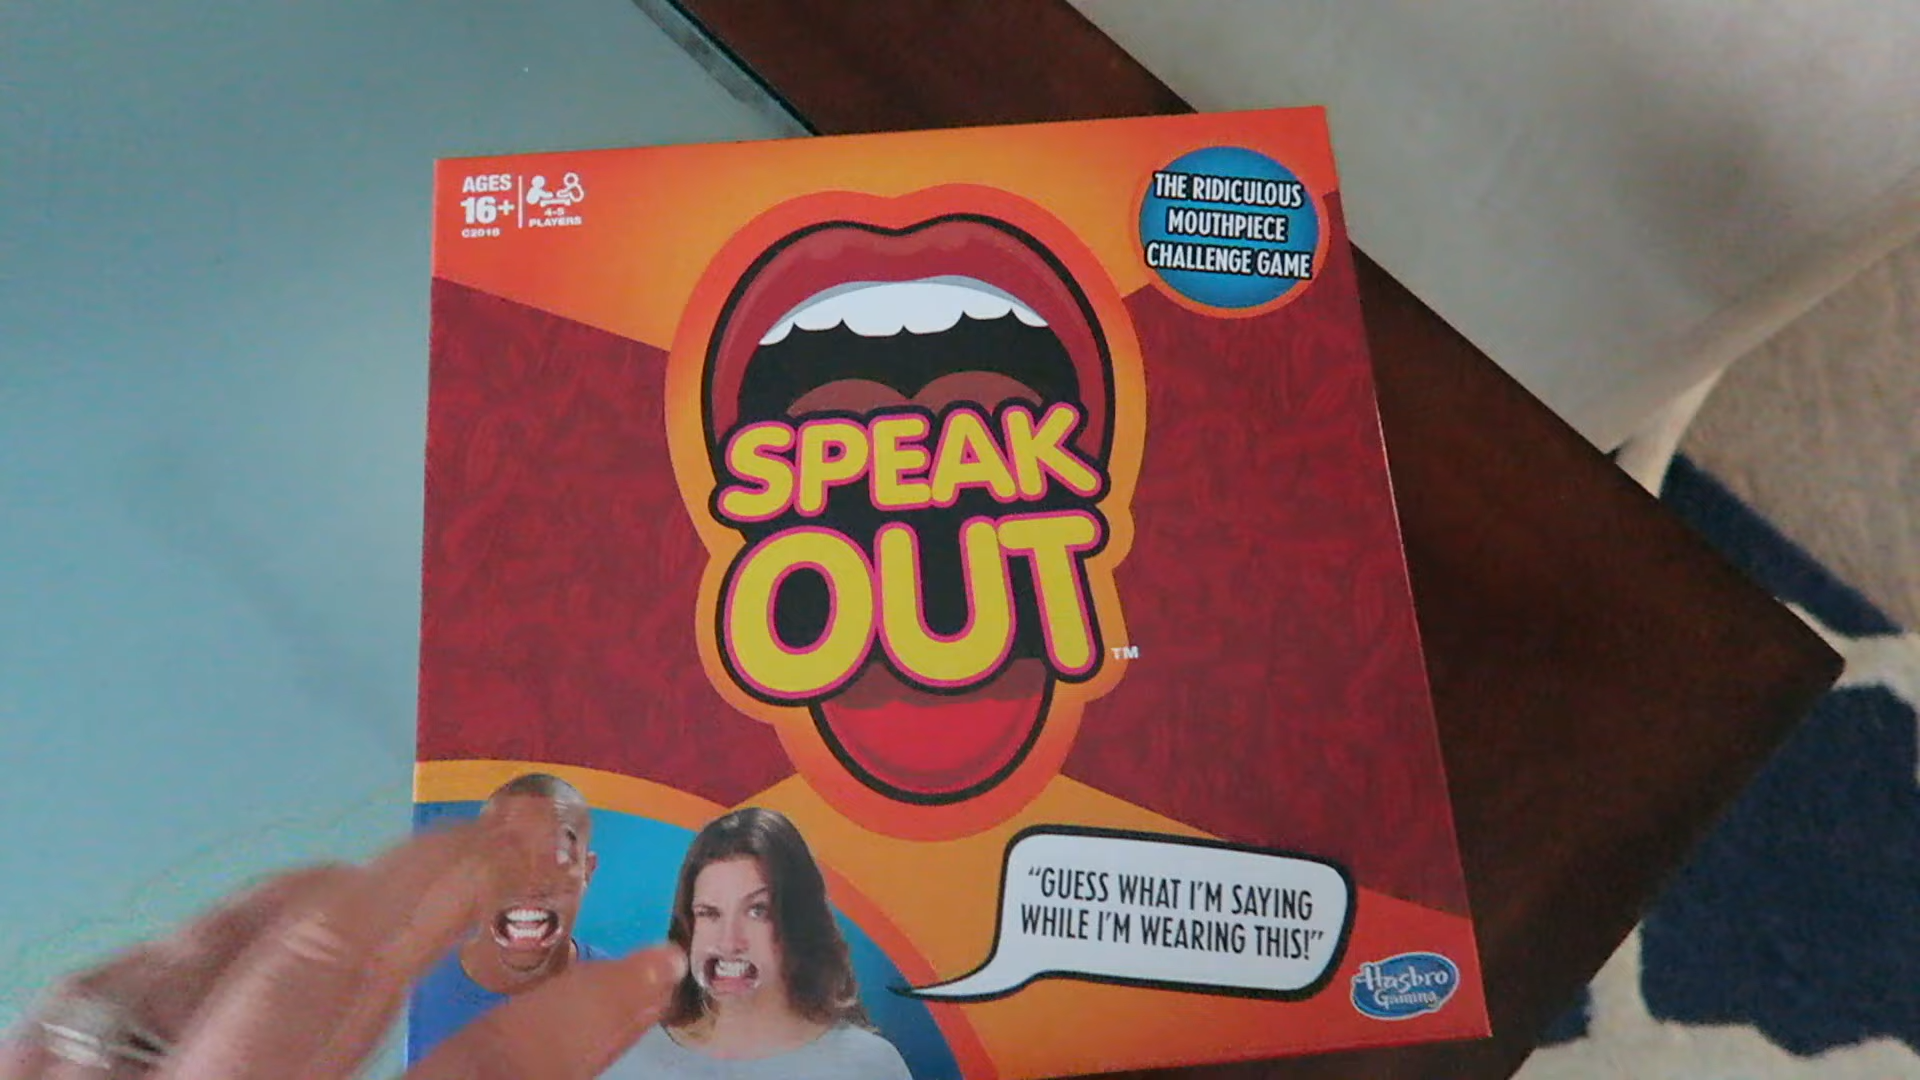 AGES
16+
C2018
4-5
PLAYERS
THE RIDICULOUS
MOUTHPIECE
CHALLENGE GAME
SPEAK
OUT
TM
"GUESS WHAT I'M SAYING
WHILE I'M WEARING THIS!"
Hasbro
Gaming